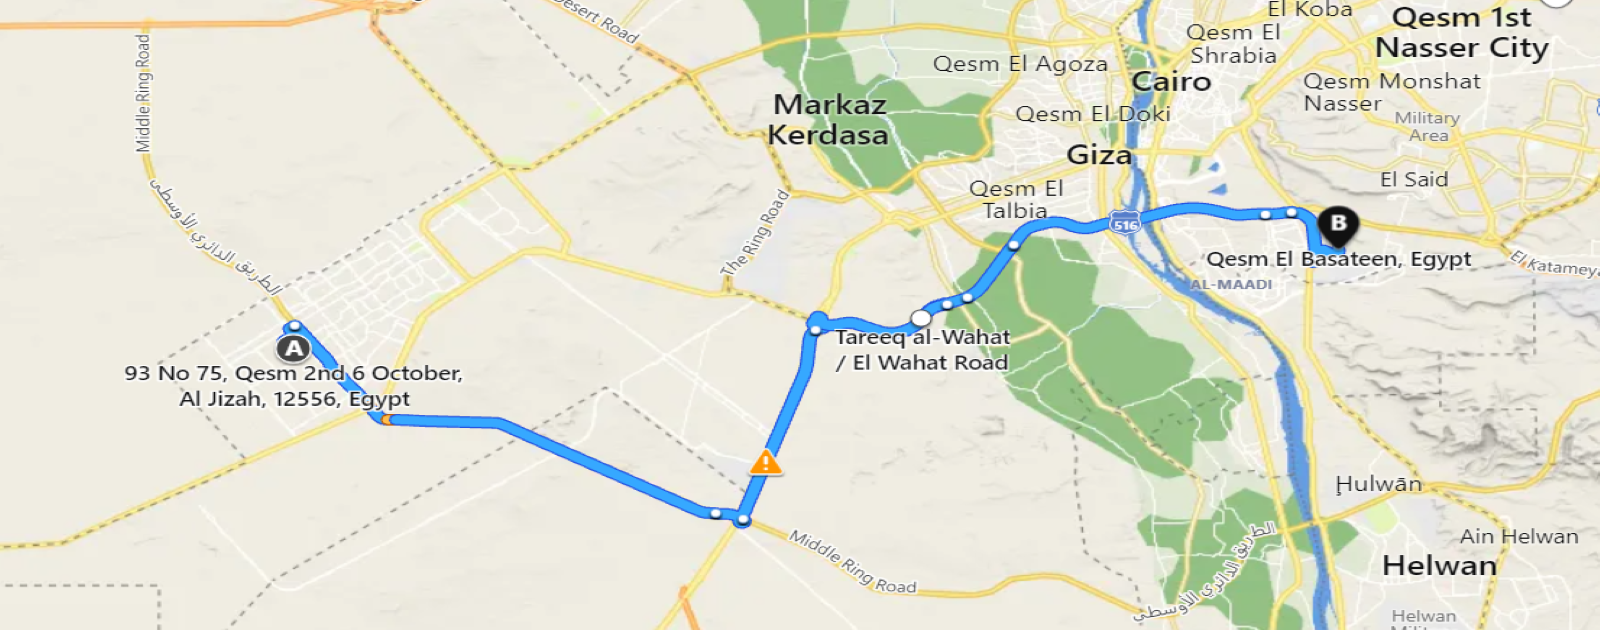 El Koba
Qesm 1st
Nasser City
Desert Road
Qesm El
Shrabia
Middle Ring Road
Qesm El Agoza
Cairo
Qesm Monshat
Nasser
Markaz
Kerdasa
Qesm El Doki
Military
Area
Giza
El Said
Qesm El
Talbia
الطريق الدائري الأوسطي
The Ring Road
516
B
Qesm El Basateen, Egypt
El Katamey
AL-MAADI
A
Tareeq al-Wahat
/ El Wahat Road
93 No 75, Qesm 2nd 6 October,
Al Jizah, 12556, Egypt
Ḩulwān
Middle Ring Road
الطريق الدائري الأوسطي
Ain Helwan
Helwan
Helwan